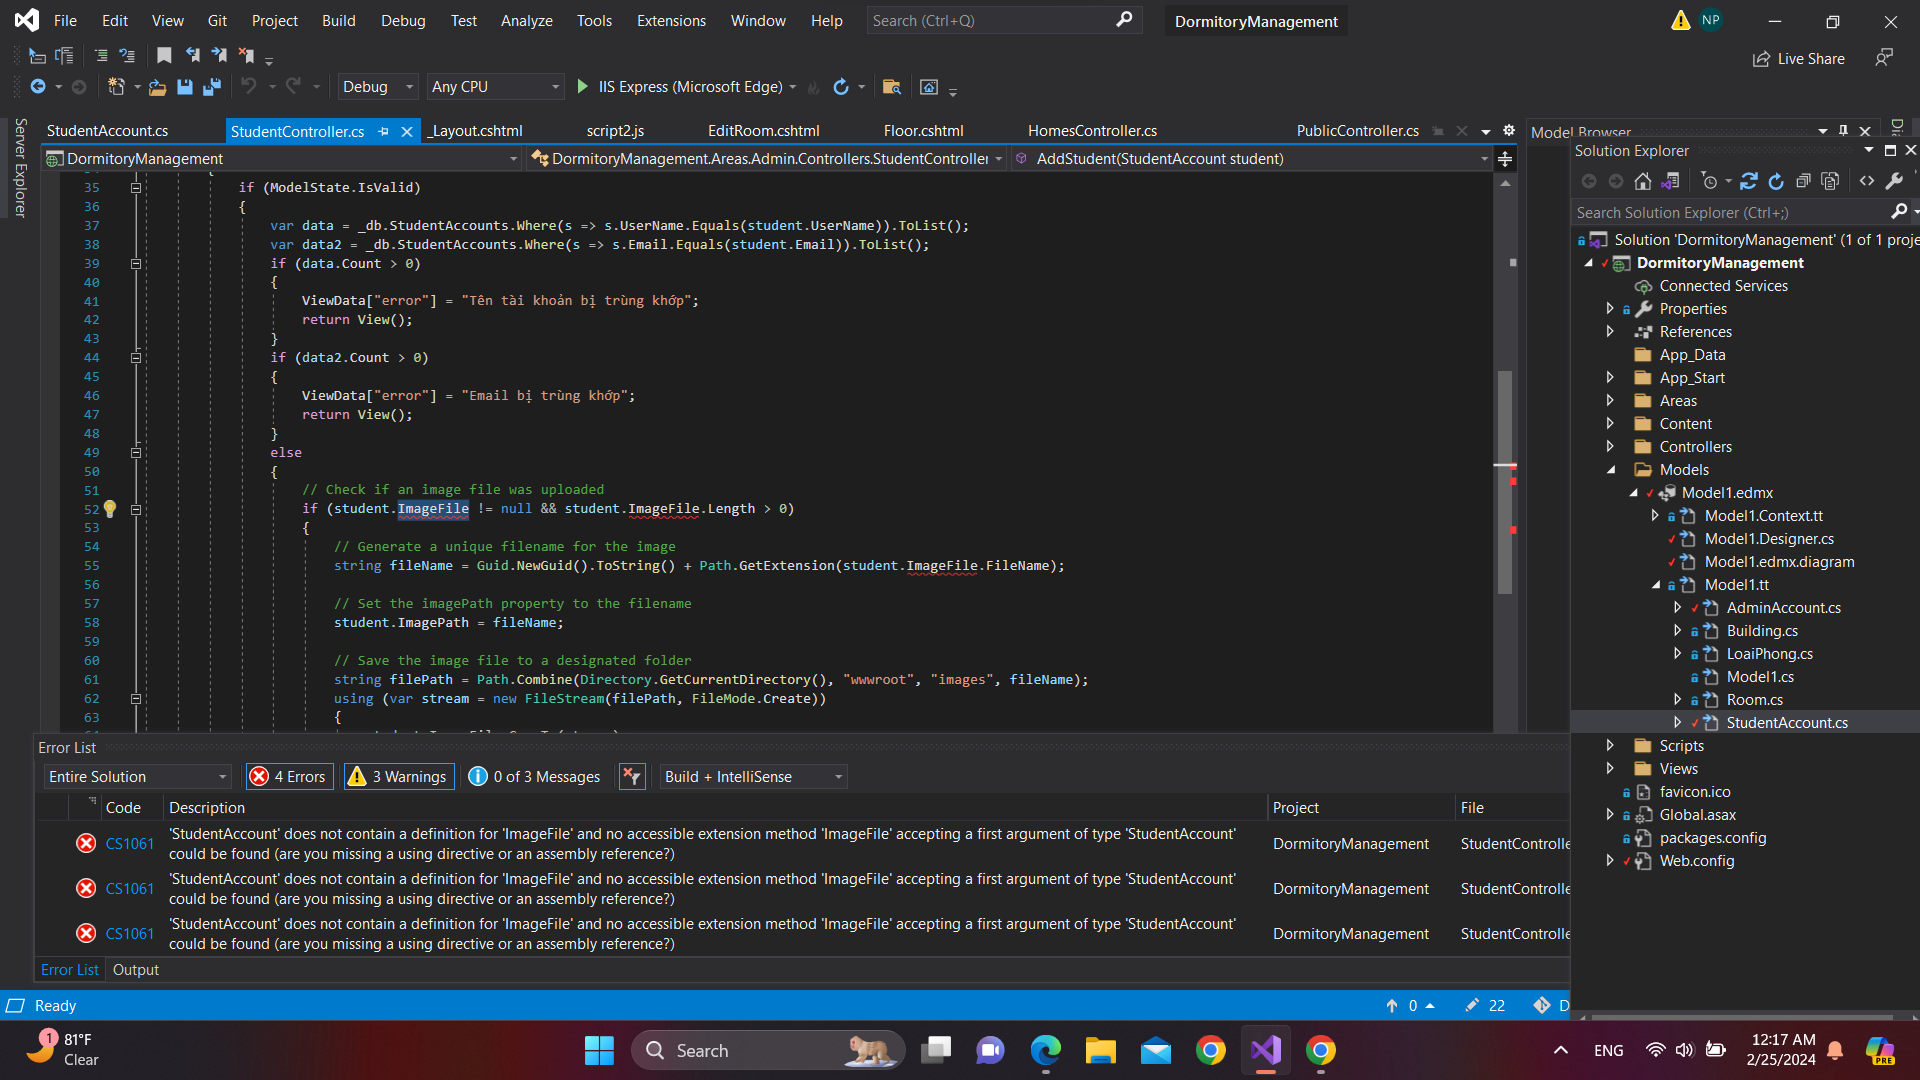 File Edit View Git Project Build Debug Test Analyze Tools Extensions Window Help Search (Ctrl+Q) DormitoryManagement NP
Live Share
Debug Any CPU IIS Express (Microsoft Edge)
Server Explorer
StudentAccount.cs StudentController.cs _Layout.cshtml script2.js EditRoom.cshtml Floor.cshtml HomesController.cs PublicController.cs
DormitoryManagement DormitoryManagement.Areas.Admin.Controllers.StudentController AddStudent(StudentAccount student)
35 if (ModelState.IsValid)
36 {
37 var data = _db.StudentAccounts.Where(s => s.UserName.Equals(student.UserName)).ToList();
38 var data2 = _db.StudentAccounts.Where(s => s.Email.Equals(student.Email)).ToList();
39 if (data.Count > 0)
40 {
41 ViewData["error"] = "Tên tài khoản bị trùng khớp";
42 return View();
43 }
44 if (data2.Count > 0)
45 {
46 ViewData["error"] = "Email bị trùng khớp";
47 return View();
48 }
49 else
50 {
51 // Check if an image file was uploaded
52 if (student.ImageFile != null && student.ImageFile.Length > 0)
53 {
54 // Generate a unique filename for the image
55 string fileName = Guid.NewGuid().ToString() + Path.GetExtension(student.ImageFile.FileName);
56
57 // Set the imagePath property to the filename
58 student.ImagePath = fileName;
59
60 // Save the image file to a designated folder
61 string filePath = Path.Combine(Directory.GetCurrentDirectory(), "wwwroot", "images", fileName);
62 using (var stream = new FileStream(filePath, FileMode.Create))
63 {
Error List
Entire Solution 4 Errors 3 Warnings 0 of 3 Messages Build + IntelliSense
Code Description Project File
CS1061 'StudentAccount' does not contain a definition for 'ImageFile' and no accessible extension method 'ImageFile' accepting a first argument of type 'StudentAccount'
could be found (are you missing a using directive or an assembly reference?) DormitoryManagement StudentControlle
CS1061 'StudentAccount' does not contain a definition for 'ImageFile' and no accessible extension method 'ImageFile' accepting a first argument of type 'StudentAccount'
could be found (are you missing a using directive or an assembly reference?) DormitoryManagement StudentControlle
CS1061 'StudentAccount' does not contain a definition for 'ImageFile' and no accessible extension method 'ImageFile' accepting a first argument of type 'StudentAccount'
could be found (are you missing a using directive or an assembly reference?) DormitoryManagement StudentControlle
Error List Output
Model Browser
Solution Explorer
Search Solution Explorer (Ctrl+;)
Solution 'DormitoryManagement' (1 of 1 proje
DormitoryManagement
Connected Services
Properties
References
App_Data
App_Start
Areas
Content
Controllers
Models
Model1.edmx
Model1.Context.tt
Model1.Designer.cs
Model1.edmx.diagram
Model1.tt
AdminAccount.cs
Building.cs
LoaiPhong.cs
Model1.cs
Room.cs
StudentAccount.cs
Scripts
Views
favicon.ico
Global.asax
packages.config
Web.config
Ready 0 22 D
1 81°F
Clear
Search
ENG
12:17 AM
2/25/2024
PRE